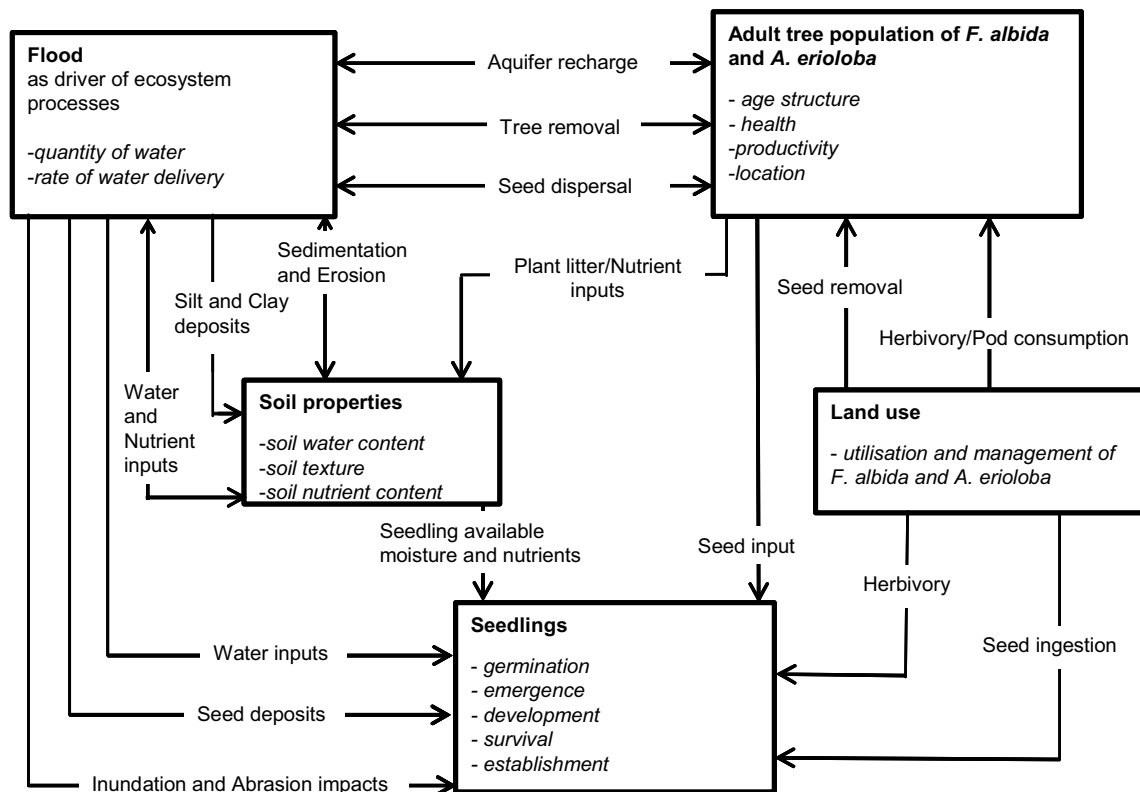 Flood
as driver of ecosystem
processes
-quantity of water
-rate of water delivery
Aquifer recharge
Tree removal
Seed dispersal
Adult tree population of F. albida
and A. erioloba
- age structure
- health
-productivity
-location
Sedimentation
and Erosion
Silt and Clay
deposits
Water
and
Nutrient
inputs
Plant litter/Nutrient
inputs
Seed removal
Herbivory/Pod consumption
Soil properties
-soil water content
-soil texture
-soil nutrient content
Land use
- utilisation and management of
F. albida and A. erioloba
Seedling available
moisture and nutrients
Seed input
Herbivory
Seed ingestion
Seedlings
- germination
- emergence
- development
- survival
- establishment
Water inputs
Seed deposits
Inundation and Abrasion impacts